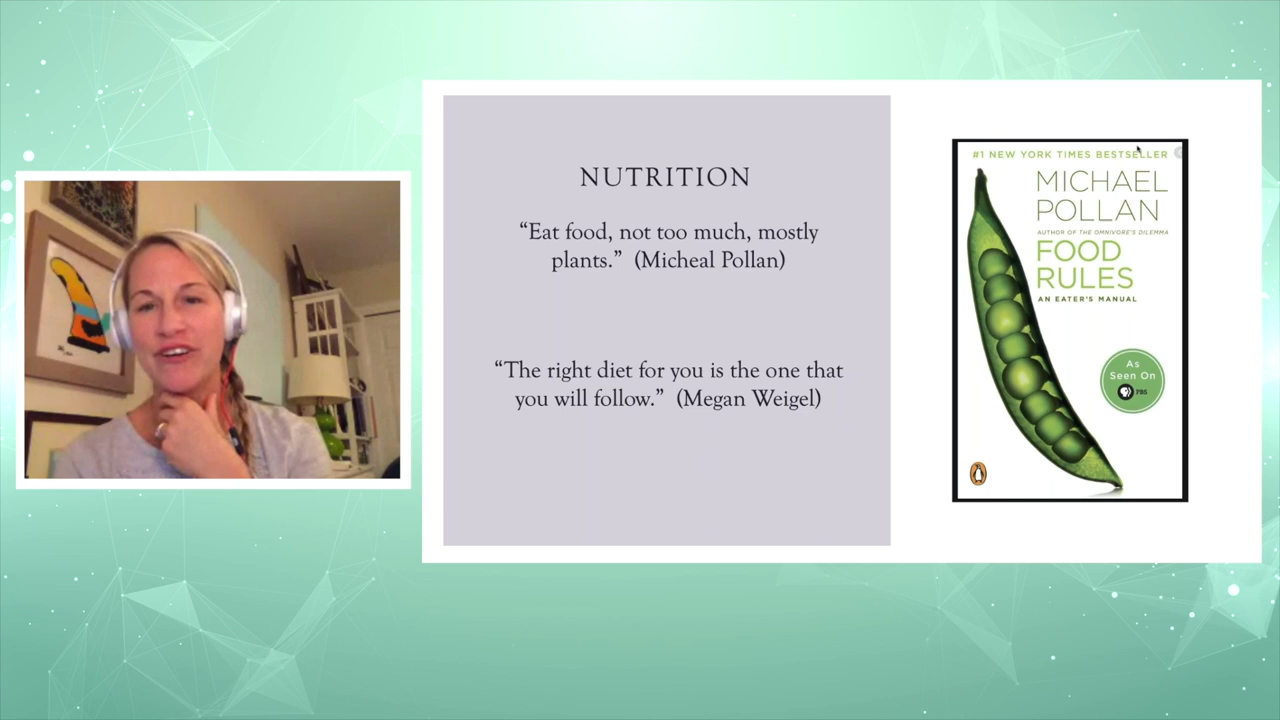 NUTRITION
“Eat food, not too much, mostly
plants.” (Micheal Pollan)
“The right diet for you is the one that
you will follow.” (Megan Weigel)
#1 NEW YORK TIMES BESTSELLER
MICHAEL
POLLAN
AUTHOR OF THE OMNIVORE'S DILEMMA
FOOD
RULES
AN EATER'S MANUAL
As
Seen On
PBS